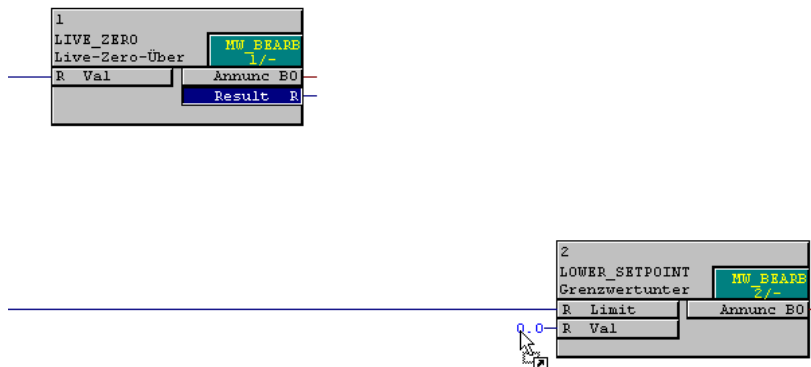 1
LIVE_ZERO
Live-Zero-Über
MW_BEARB
1/-
R Val
Annunc BO
Result R
2
LOWER_SETPOINT
Grenzwertunter
MW_BEARB
2/-
R Limit
Annunc BO
0.0
R Val